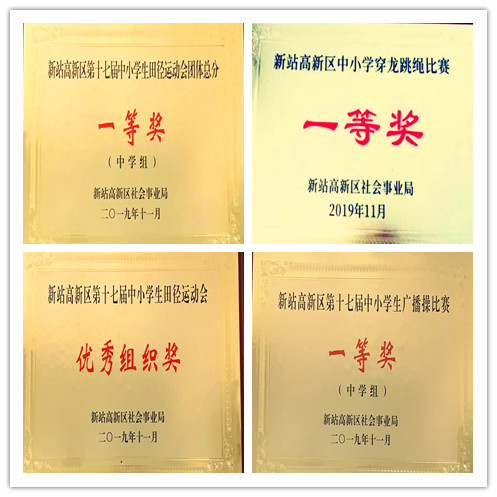 新站高新区第十七届中小学生田径运动会团体总分
一等奖
（中学组）
新站高新区社会事业局
二〇一九年十一月
新站高新区中小学穿龙跳绳比赛
一等奖
新站高新区社会事业局
2019年11月
新站高新区第十七届中小学生田径运动会
优秀组织奖
新站高新区社会事业局
二〇一九年十一月
新站高新区第十七届中小学生广播操比赛
一等奖
（中学组）
新站高新区社会事业局
二〇一九年十一月